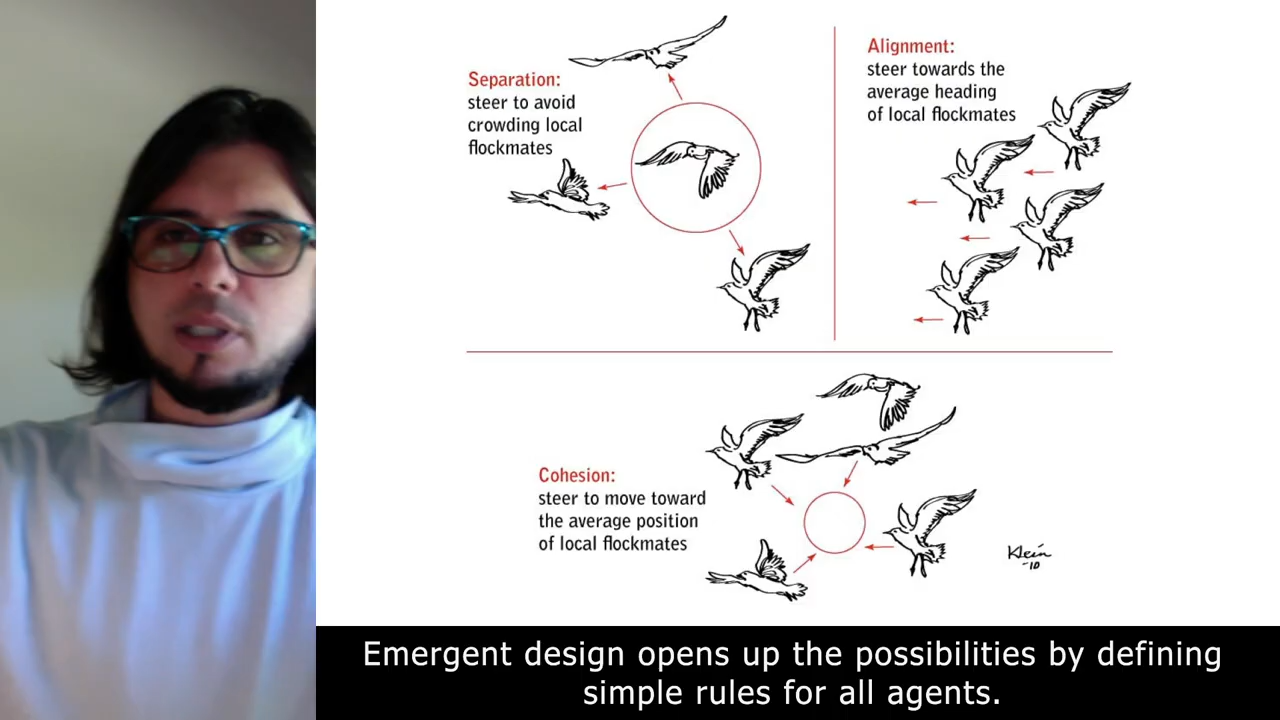 Separation:
steer to avoid
crowding local
flockmates
Alignment:
steer towards the
average heading
of local flockmates
Cohesion:
steer to move toward
the average position
of local flockmates
Klein
-10
Emergent design opens up the possibilities by defining
simple rules for all agents.